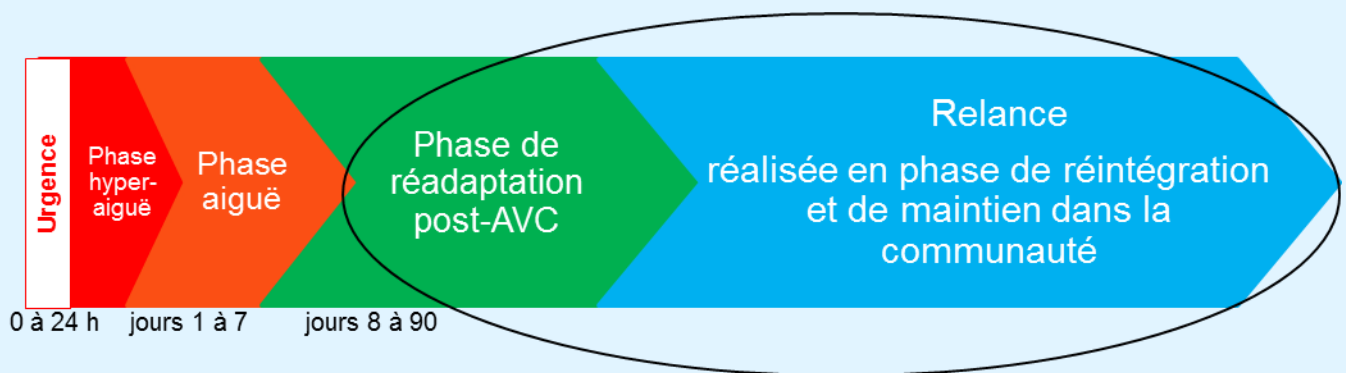 Urgence
Phase
hyper-
aiguë
Phase
aiguë
Phase de
réadaptation
post-AVC
Relance
réalisée en phase de réintégration
et de maintien dans la
communauté
0 à 24 h
jours 1 à 7
jours 8 à 90